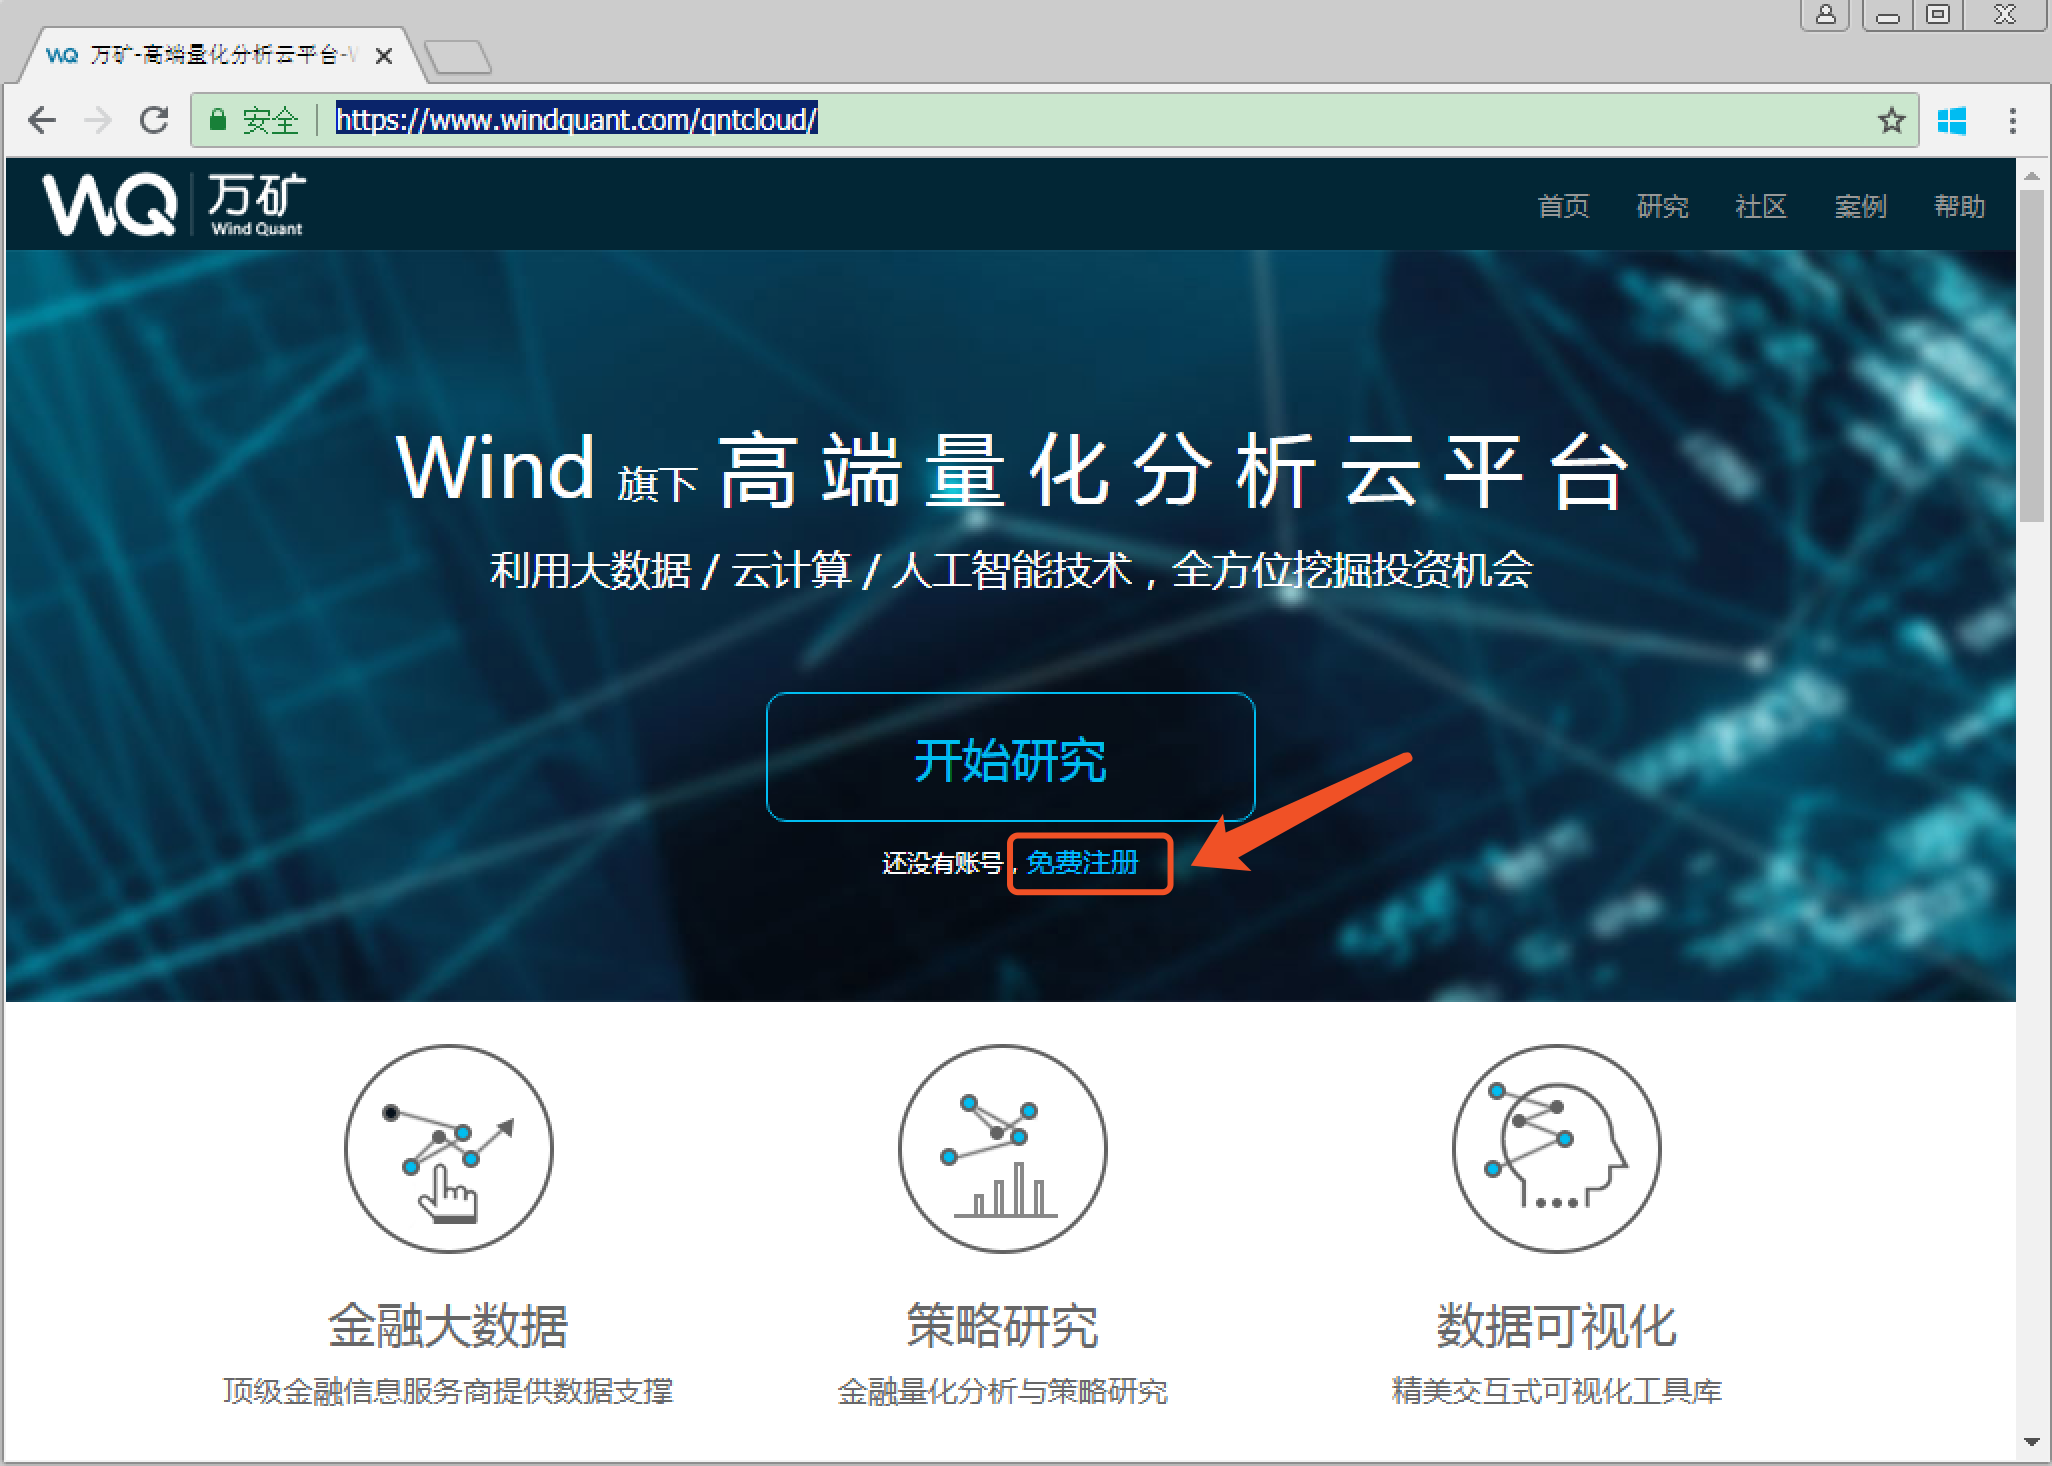 WQ 万矿-高端量化分析云平台-W
安全 https://www.windquant.com/qntcloud/
WQ 万矿
Wind Quant
首页 研究 社区 案例 帮助
Wind 旗下 高端量化分析云平台
利用大数据 / 云计算 / 人工智能技术，全方位挖掘投资机会
开始研究
还没有账号，免费注册
金融大数据 策略研究 数据可视化
顶级金融信息服务商提供数据支撑 金融量化分析与策略研究 精美交互式可视化工具库